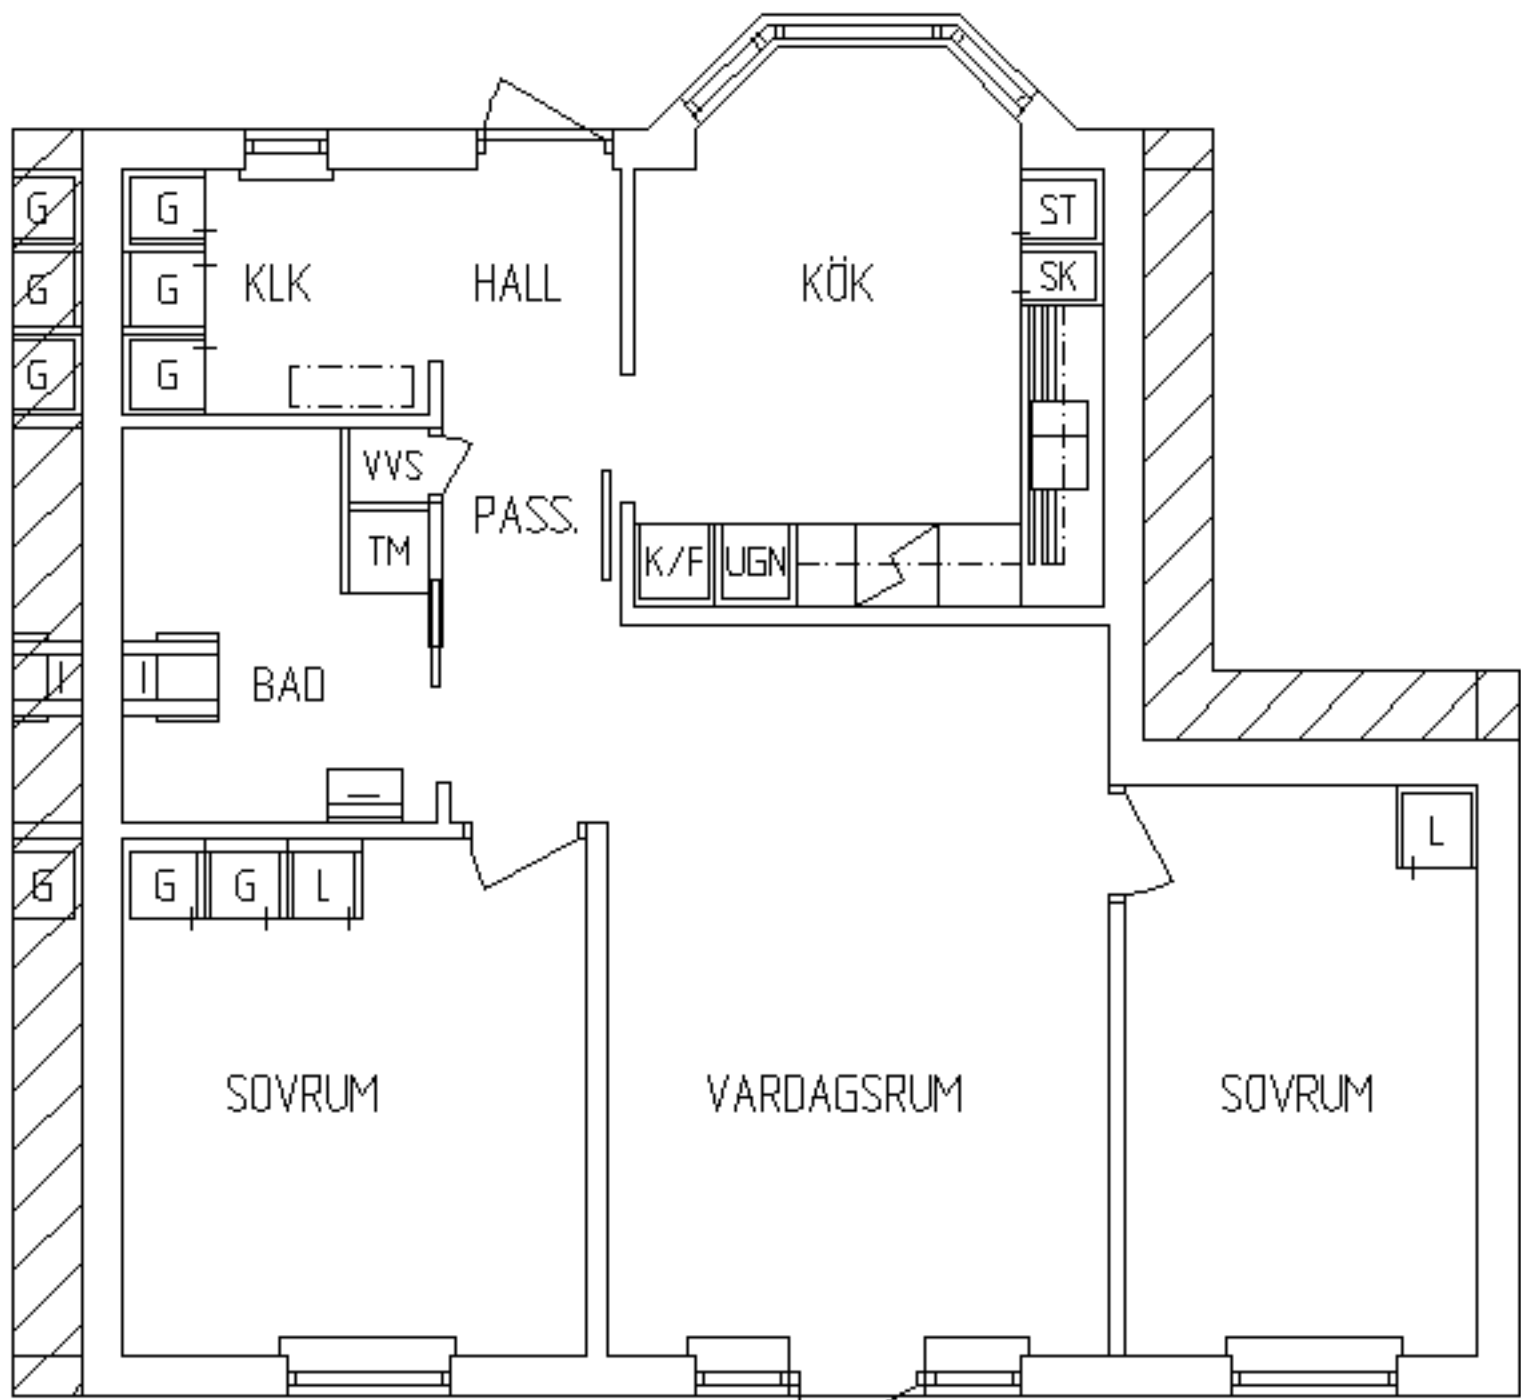 G G ST
G KLK HALL KÖK SK
G
G G
VVS
PASS.
TM K/F UGN
BAD
G G G L L
SOVRUM VARDAGSRUM SOVRUM